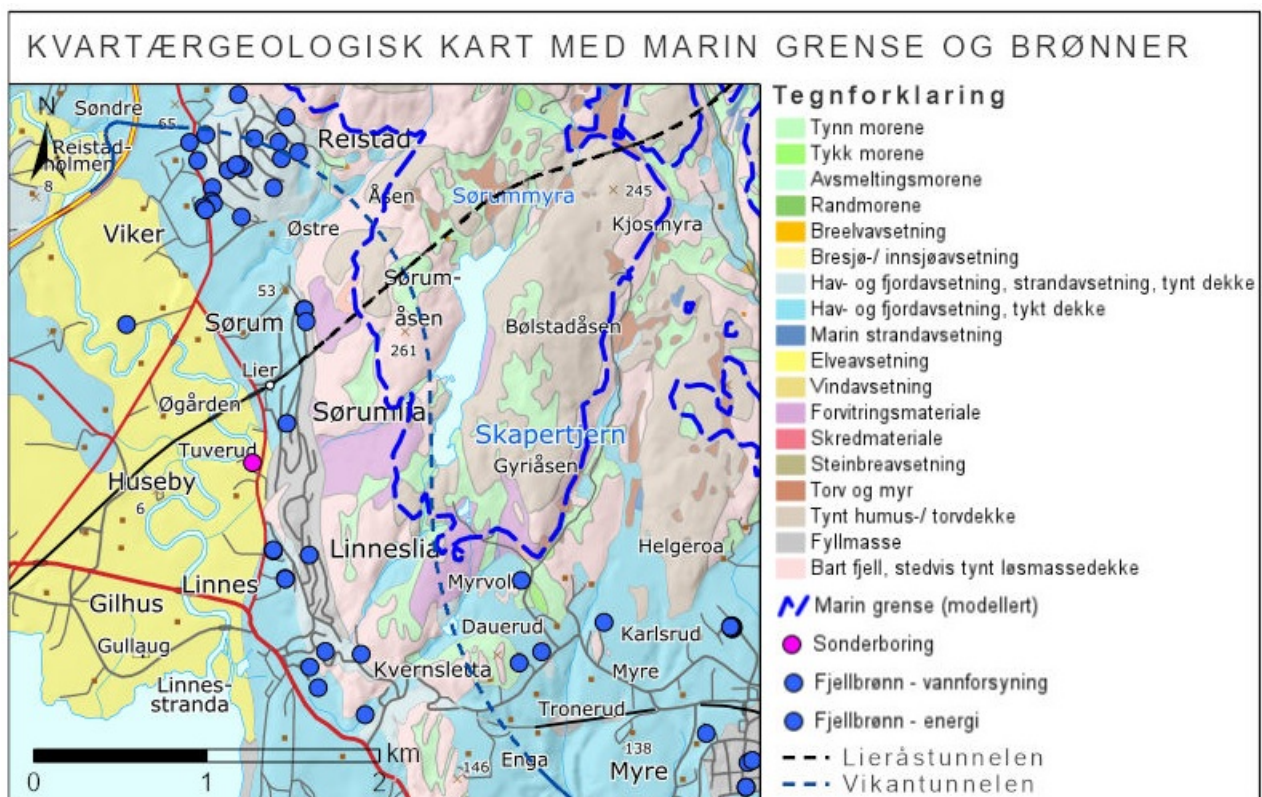 KVARTÆRGEOLOGISK KART MED MARIN GRENSE OG BRØNNER
N
Søndre
65
Reistad-
holmen
8
Reistad
Åsen
Sørummyra
245
Kjosmyra
Viker
Østre
53
Sørum-
åsen
261
Bølstadåsen
Sørum
Lier
Øgården
Sørumlia
Skapertjern
Tuverud
Gyriåsen
Huseby
6
Linneslia
Helgeroa
Linnes
Myrvoll
Gilhus
Gullaug
Dauerud
Karlsrud
Kvernsletta
Myre
Linnes-
stranda
Tronerud
138
Enga
146
Myre
km
0
1
2
Tegnforklaring
Tynn morene
Tykk morene
Avsmeltingsmorene
Randmorene
Breelvavsetning
Bresjø-/ innsjøavsetning
Hav- og fjordavsetning, strandavsetning, tynt dekke
Hav- og fjordavsetning, tykt dekke
Marin strandavsetning
Elveavsetning
Vindavsetning
Forvitringsmateriale
Skredmateriale
Steinbreavsetning
Torv og myr
Tynt humus-/ torvdekke
Fyllmasse
Bart fjell, stedvis tynt løsmassedekke
Marin grense (modellert)
Sonderboring
Fjellbrønn - vannforsyning
Fjellbrønn - energi
Lieråstunnelen
Vikantunnelen